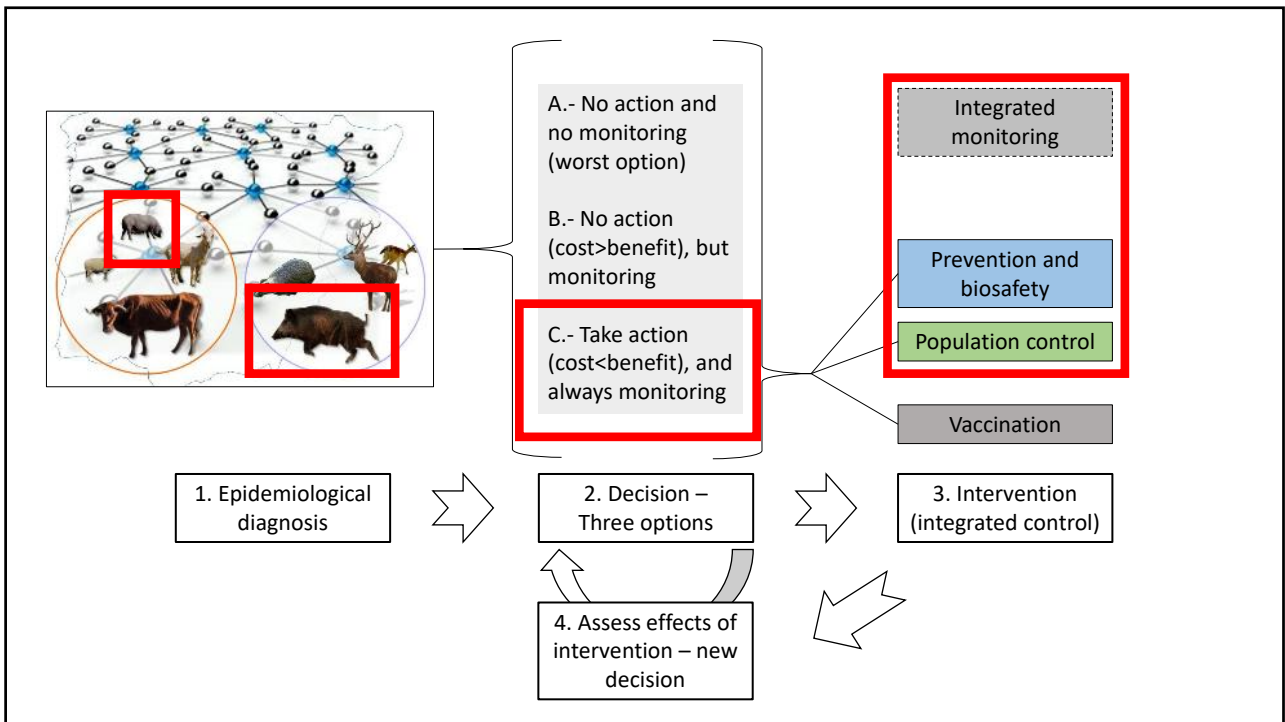 A.- No action and
no monitoring
(worst option)
B.- No action
(cost>benefit), but
monitoring
C.- Take action
(cost<benefit), and
always monitoring
Integrated
monitoring
Prevention and
biosafety
Population control
Vaccination
1. Epidemiological
diagnosis
2. Decision –
Three options
3. Intervention
(integrated control)
4. Assess effects of
intervention – new
decision